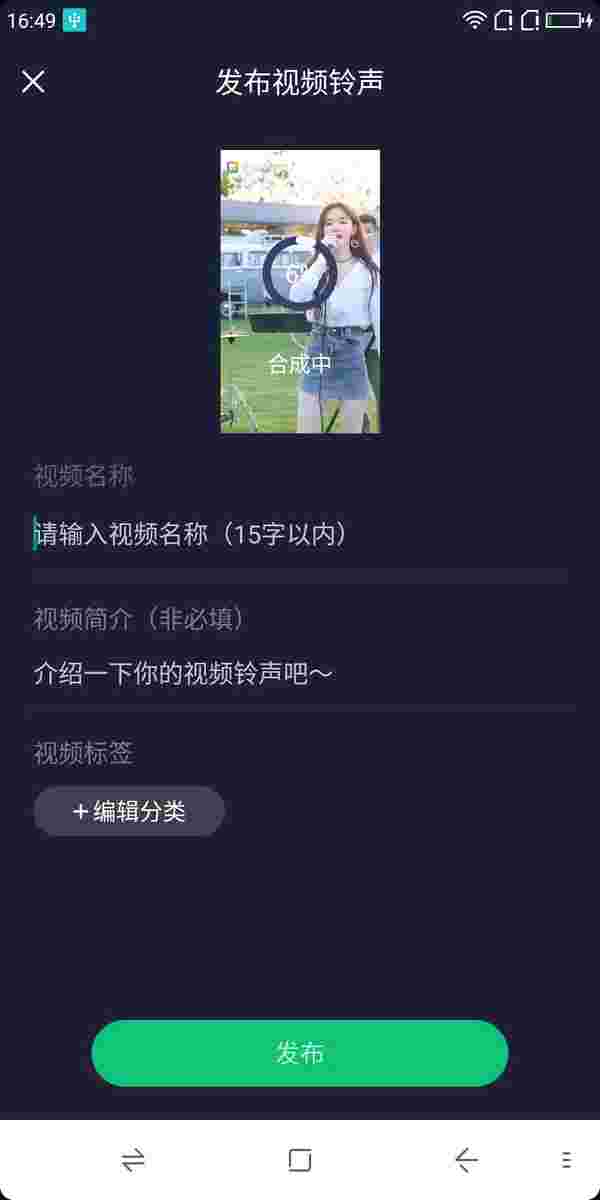 16:49
发布视频铃声
合成中
视频名称
请输入视频名称（15字以内）
视频简介（非必填）
介绍一下你的视频铃声吧～
视频标签
+编辑分类
发布